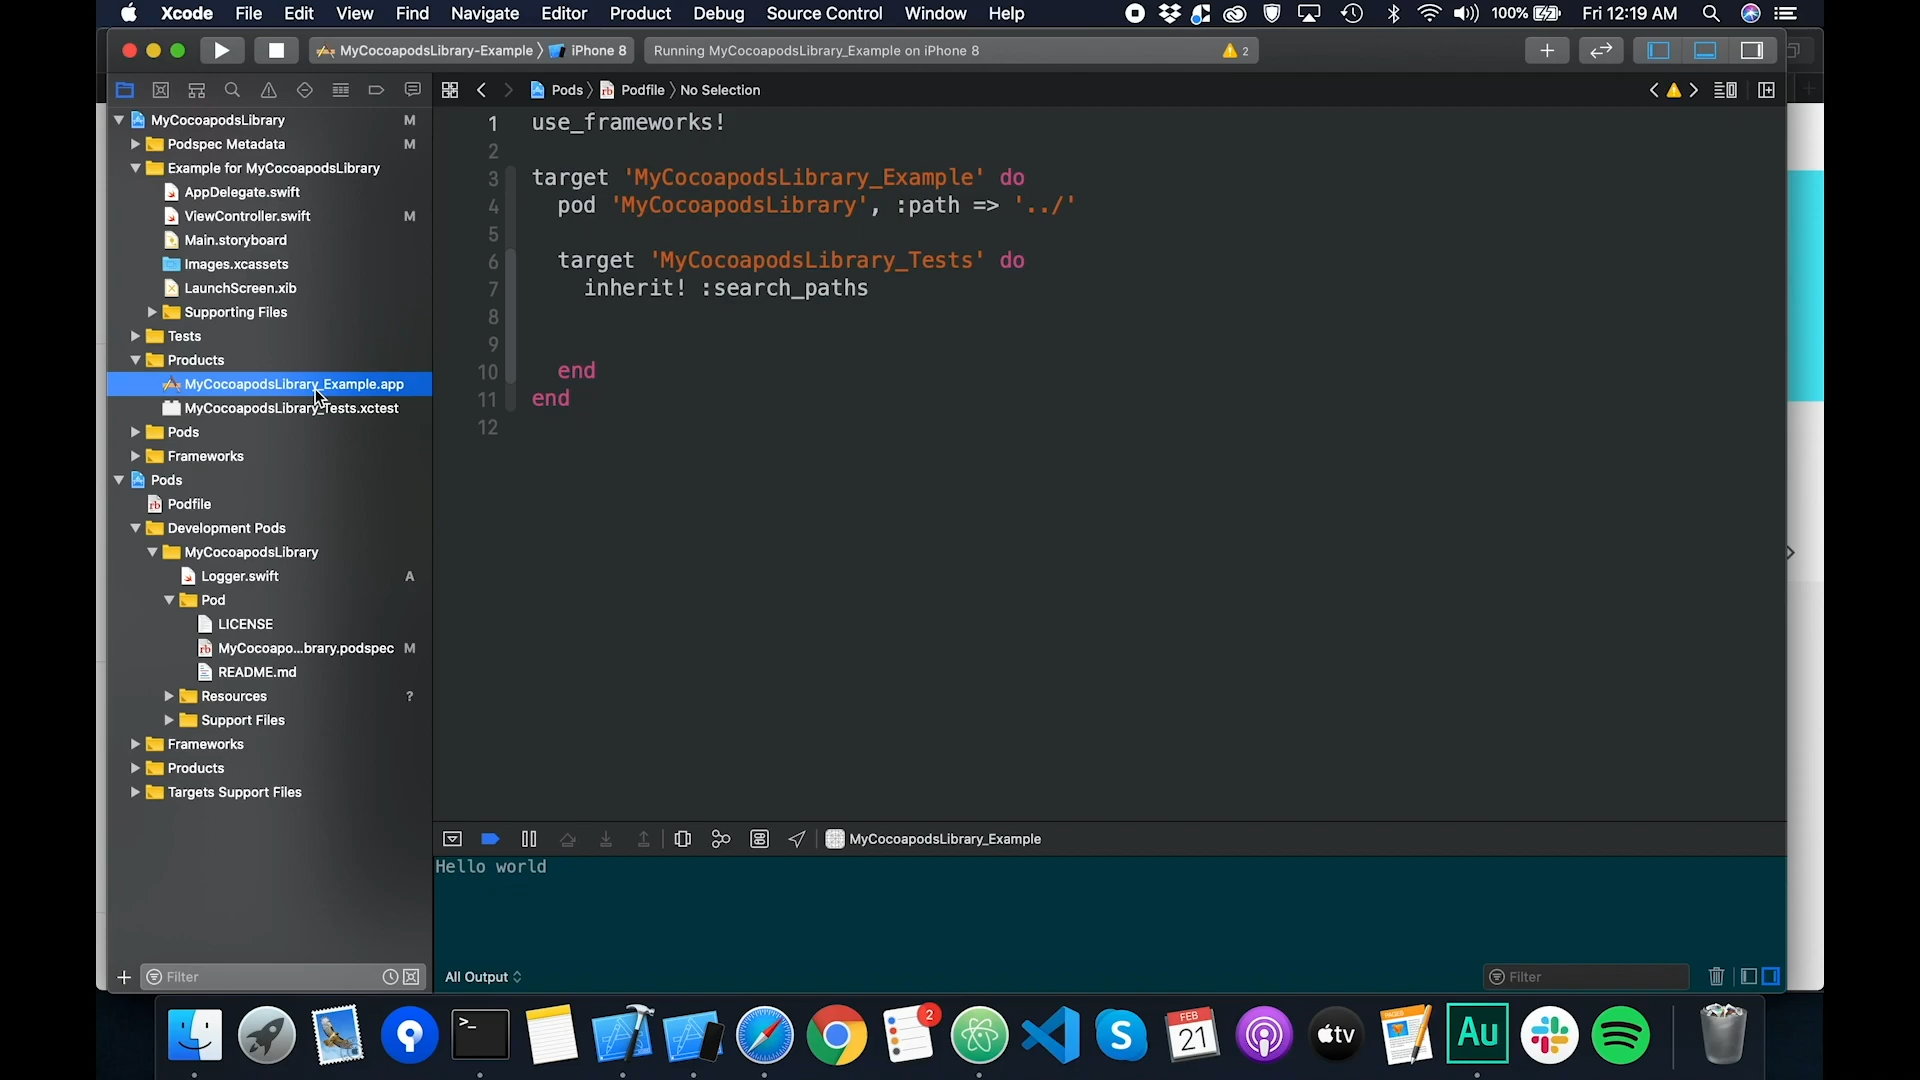 Xcode File Edit View Find Navigate Editor Product Debug Source Control Window Help 100% Fri 12:19 AM
MyCocoapodsLibrary-Example iPhone 8 Running MyCocoapodsLibrary_Example on iPhone 8 2
Pods Podfile No Selection
MyCocoapodsLibrary M
Podspec Metadata M
Example for MyCocoapodsLibrary
AppDelegate.swift
ViewController.swift M
Main.storyboard
Images.xcassets
LaunchScreen.xib
Supporting Files
Tests
Products
MyCocoapodsLibrary_Example.app
MyCocoapodsLibrary_Tests.xctest
Pods
Frameworks
Pods
Podfile
Development Pods
MyCocoapodsLibrary
Logger.swift A
Pod
LICENSE
MyCocoapo...brary.podspec M
README.md
Resources ?
Support Files
Frameworks
Products
Targets Support Files
Filter
1 use_frameworks!
2
3 target 'MyCocoapodsLibrary_Example' do
4 pod 'MyCocoapodsLibrary', :path => '../'
5
6 target 'MyCocoapodsLibrary_Tests' do
7 inherit! :search_paths
8
9
10 end
11 end
12
MyCocoapodsLibrary_Example
Hello world
All Output Filter
2
FEB
21
tv
PAGES
Au